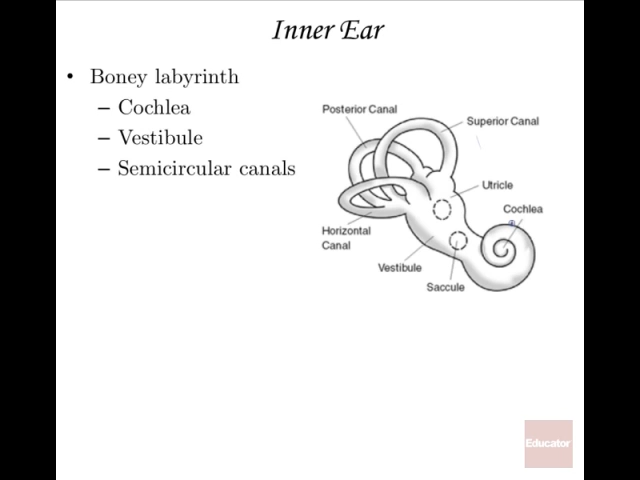 Inner Ear
• Boney labyrinth
– Cochlea
– Vestibule
– Semicircular canals
Posterior Canal
Superior Canal
Utricle
Cochlea
Horizontal
Canal
Vestibule
Saccule
Educator